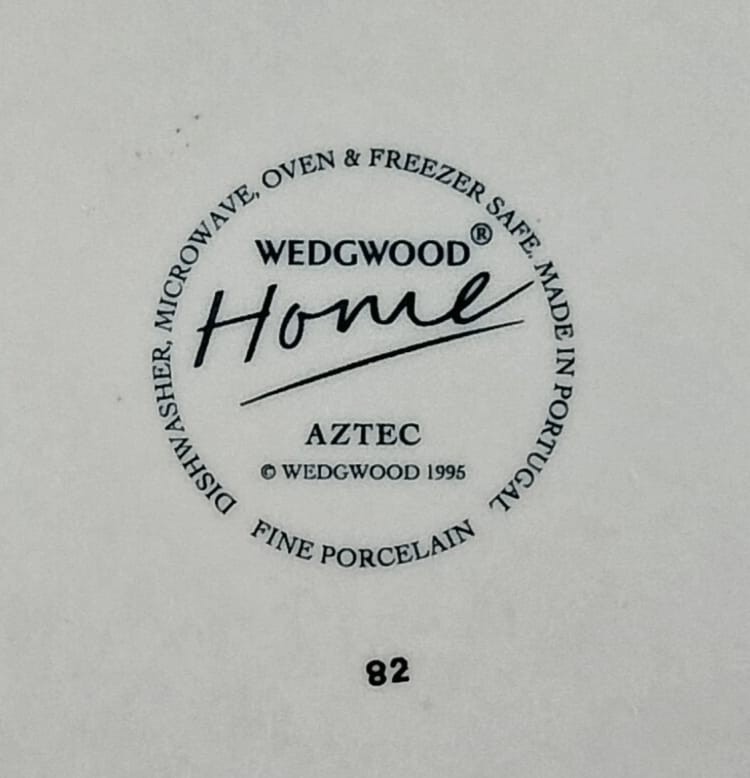 DISHWASHER, MICROWAVE, OVEN & FREEZER SAFE. MADE IN PORTUGAL
WEDGWOOD®
Home
AZTEC
© WEDGWOOD 1995
FINE PORCELAIN
82